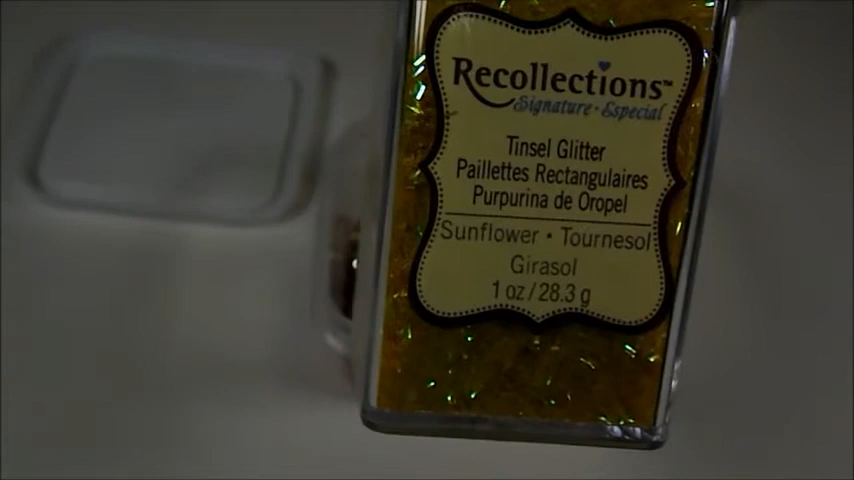 Recollections™
Signature · Especial
Tinsel Glitter
Paillettes Rectangulaires
Purpurina de Oropel
Sunflower · Tournesol
Girasol
1 oz / 28.3 g